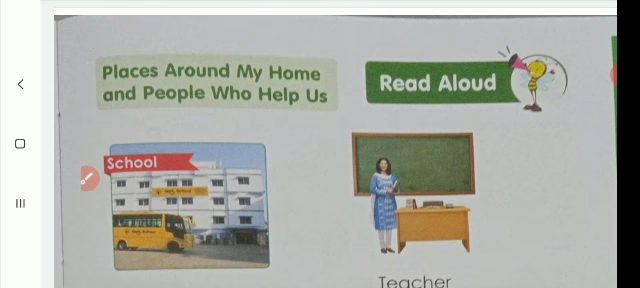 Places Around My Home
and People Who Help Us
Read Aloud
School
Teacher